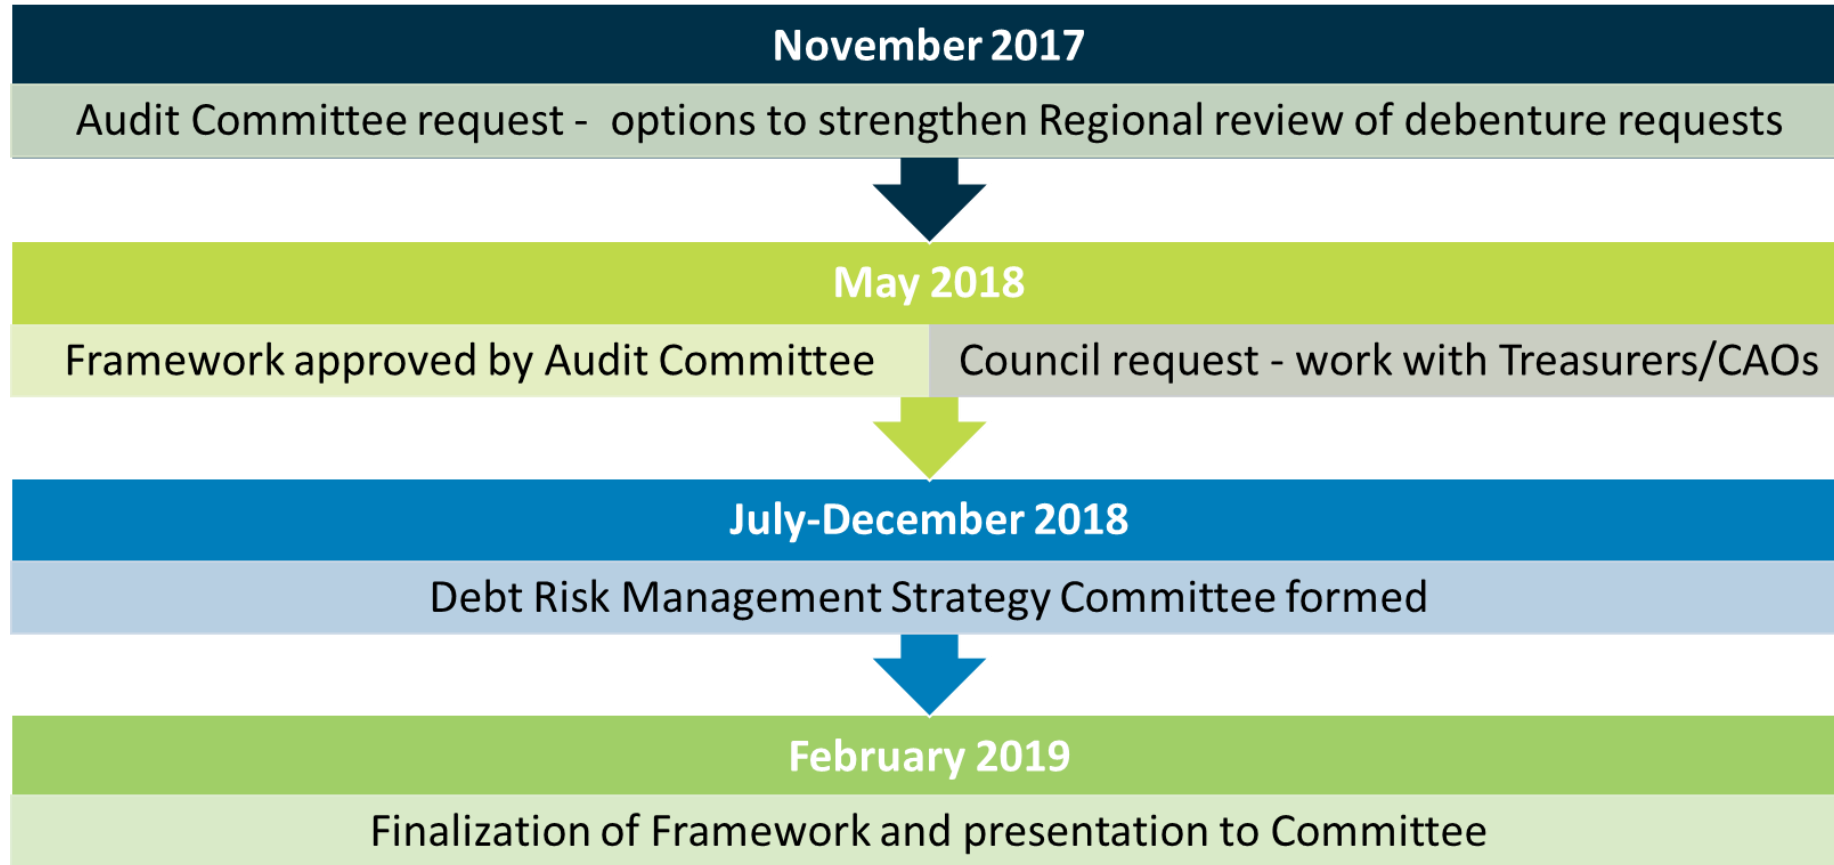 November 2017
Audit Committee request - options to strengthen Regional review of debenture requests
May 2018
Framework approved by Audit Committee
Council request - work with Treasurers/CAOs
July-December 2018
Debt Risk Management Strategy Committee formed
February 2019
Finalization of Framework and presentation to Committee